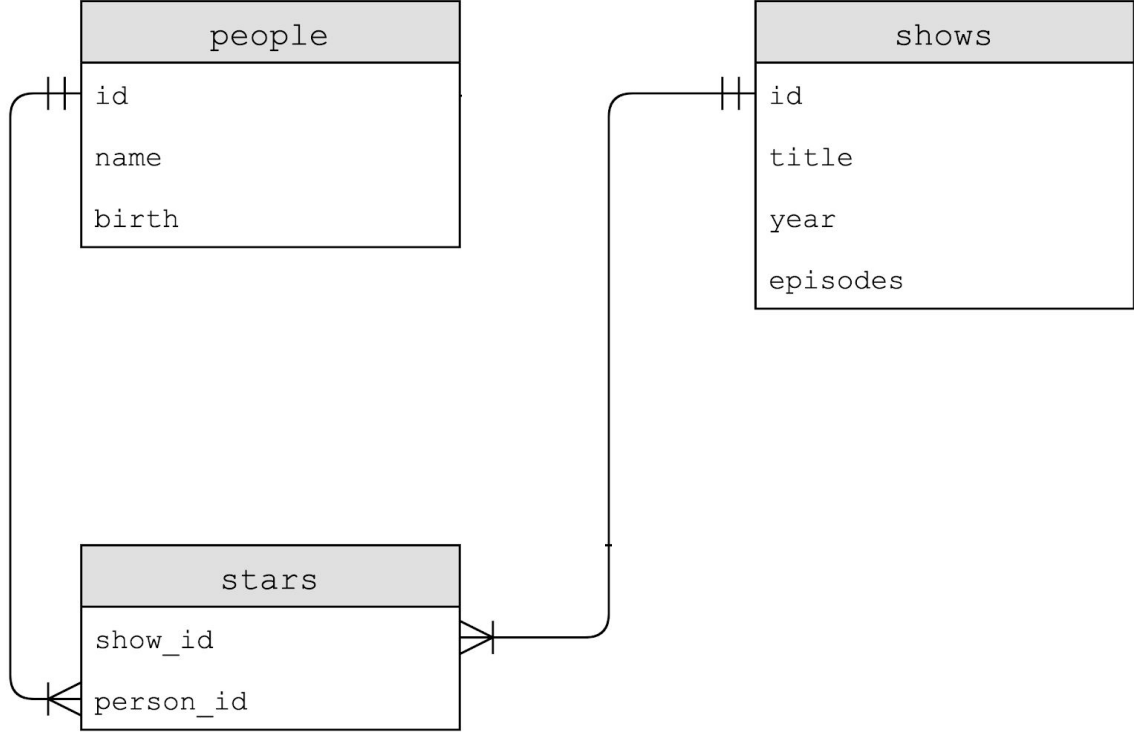 people
id
name
birth
shows
id
title
year
episodes
stars
show_id
person_id